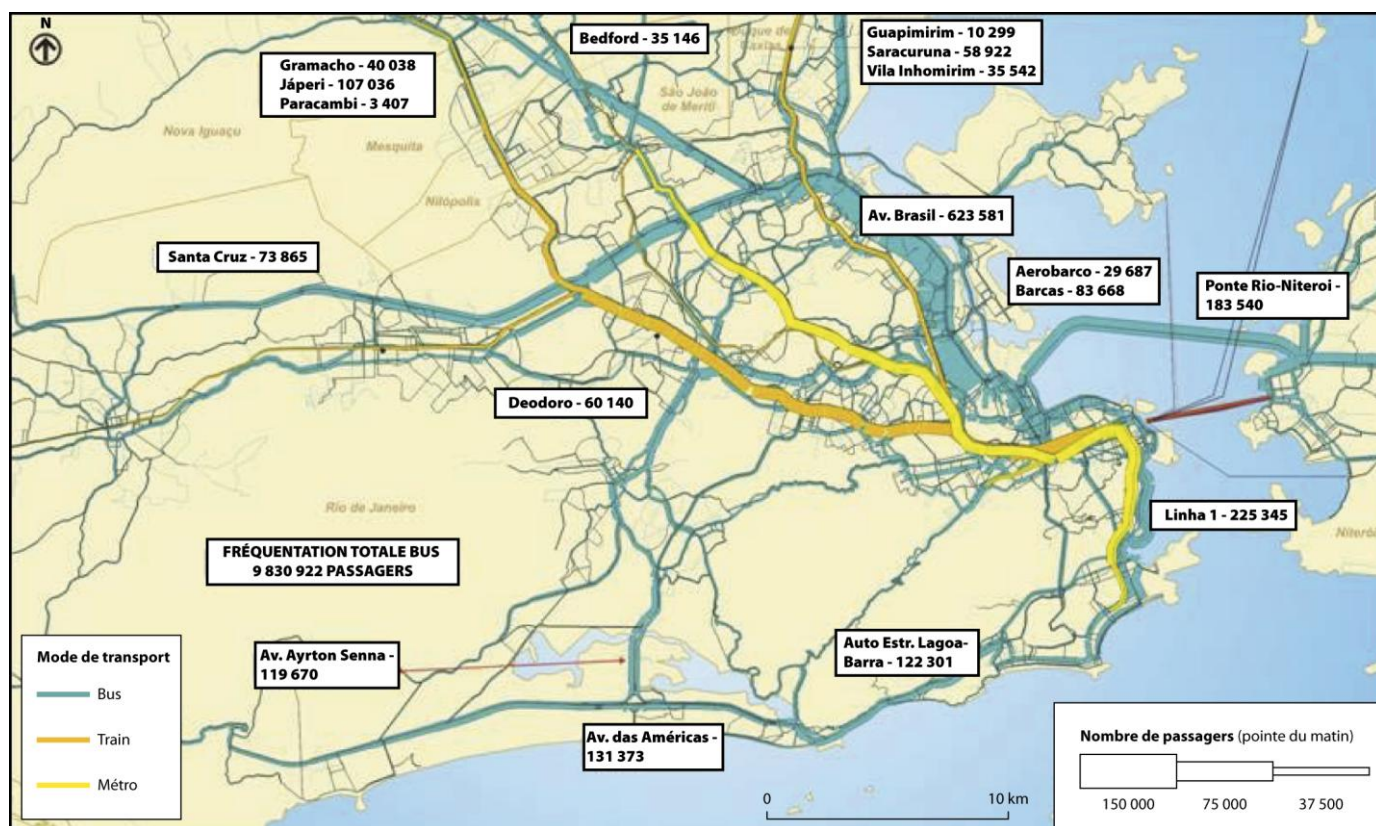 N
Bedford - 35 146
Duque de
Caxias
Guapimirim - 10 299
Saracuruna - 58 922
Vila Inhomirim - 35 542
Gramacho - 40 038
Jáperi - 107 036
Paracambi - 3 407
São João
de Meriti
Nova Iguaçu
Mesquita
Nilópolis
Av. Brasil - 623 581
Santa Cruz - 73 865
Aerobarco - 29 687
Barcas - 83 668
Ponte Rio-Niteroi -
183 540
Deodoro - 60 140
Rio de Janeiro
Linha 1 - 225 345
Niterói
FRÉQUENTATION TOTALE BUS
9 830 922 PASSAGERS
Av. Ayrton Senna -
119 670
Auto Estr. Lagoa-
Barra - 122 301
Av. das Américas -
131 373
Mode de transport
Bus
Train
Métro
0 10 km
Nombre de passagers (pointe du matin)
150 000 75 000 37 500